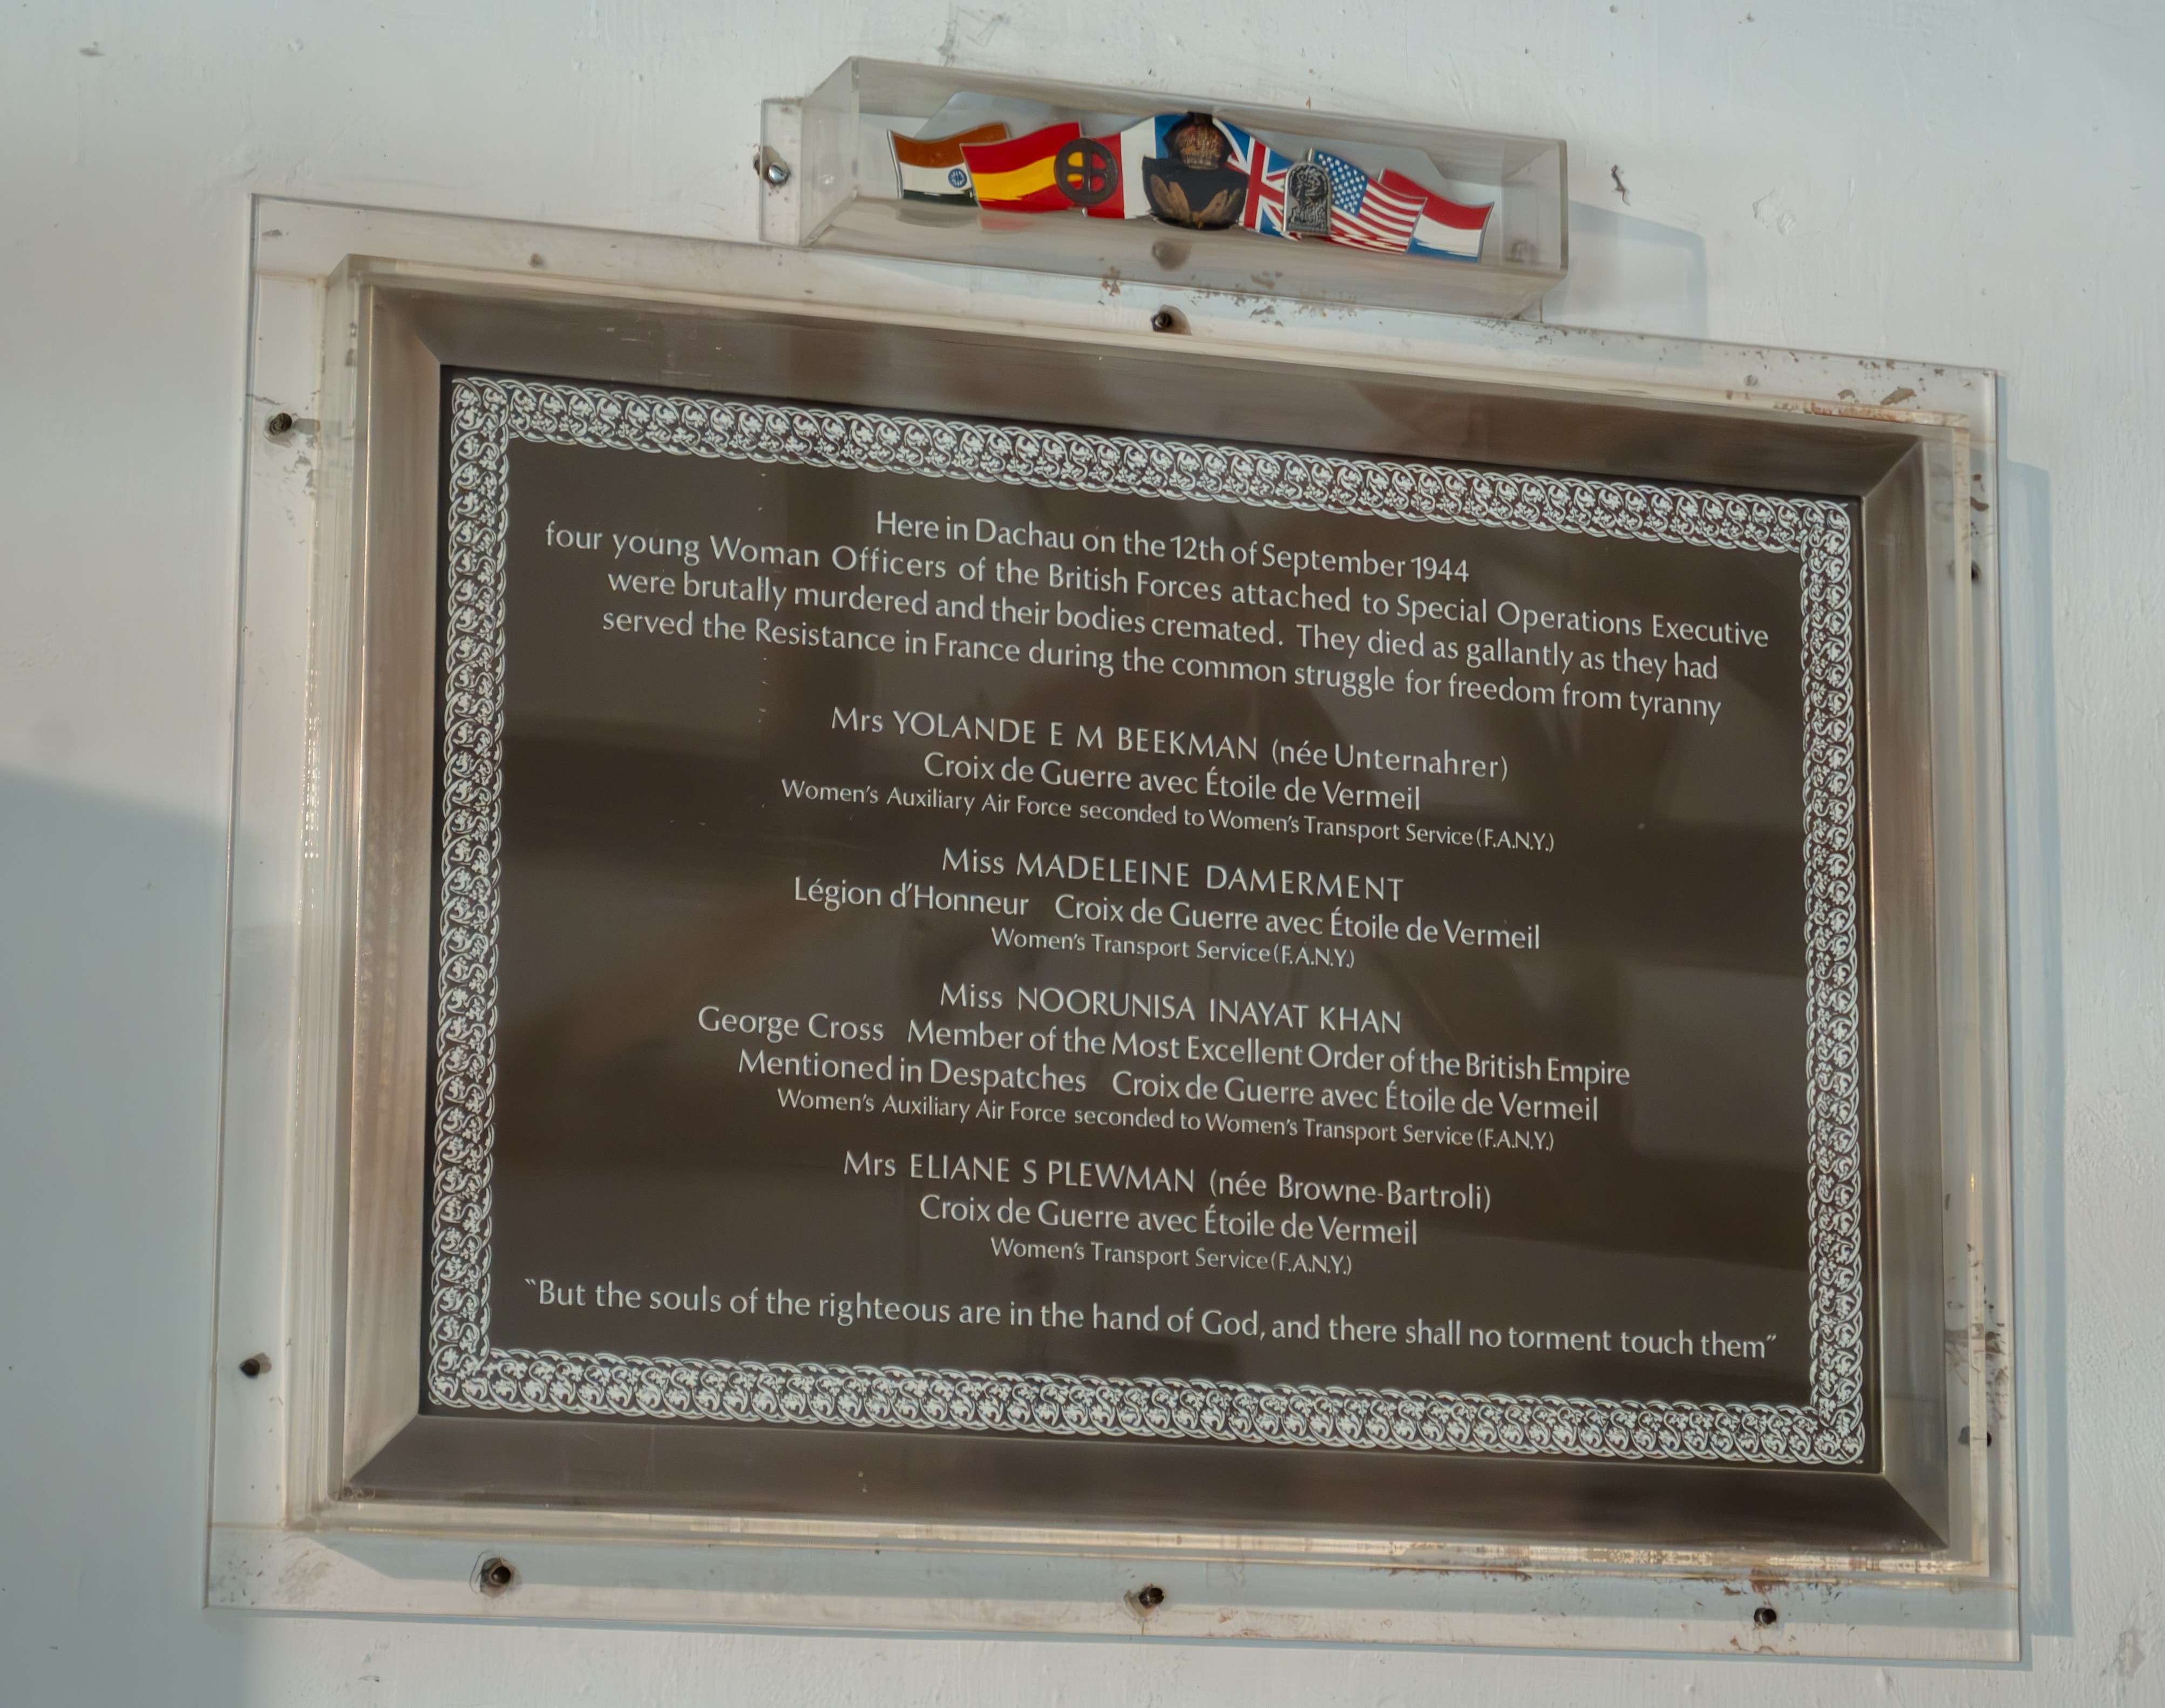 Here in Dachau on the 12th of September 1944
four young Woman Officers of the British Forces attached to Special Operations Executive
were brutally murdered and their bodies cremated. They died as gallantly as they had
served the Resistance in France during the common struggle for freedom from tyranny
Mrs YOLANDE E M BEEKMAN (née Unternahrer)
Croix de Guerre avec Étoile de Vermeil
Women's Auxiliary Air Force seconded to Women's Transport Service (F.A.N.Y.)
Miss MADELEINE DAMERMENT
Légion d'Honneur Croix de Guerre avec Étoile de Vermeil
Women's Transport Service (F.A.N.Y.)
Miss NOORUNISA INAYAT KHAN
George Cross Member of the Most Excellent Order of the British Empire
Mentioned in Despatches Croix de Guerre avec Étoile de Vermeil
Women's Auxiliary Air Force seconded to Women's Transport Service (F.A.N.Y.)
Mrs ELIANE S PLEWMAN (née Browne-Bartroli)
Croix de Guerre avec Étoile de Vermeil
Women's Transport Service (F.A.N.Y.)
"But the souls of the righteous are in the hand of God, and there shall no torment touch them"